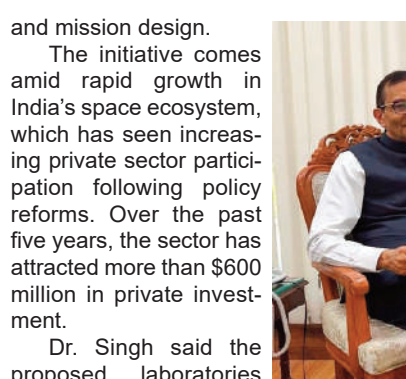 and mission design.
The initiative comes
amid rapid growth in
India's space ecosystem,
which has seen increas-
ing private sector partici-
pation following policy
reforms. Over the past
five years, the sector has
attracted more than $600
million in private invest-
ment.
Dr. Singh said the
proposed laboratories